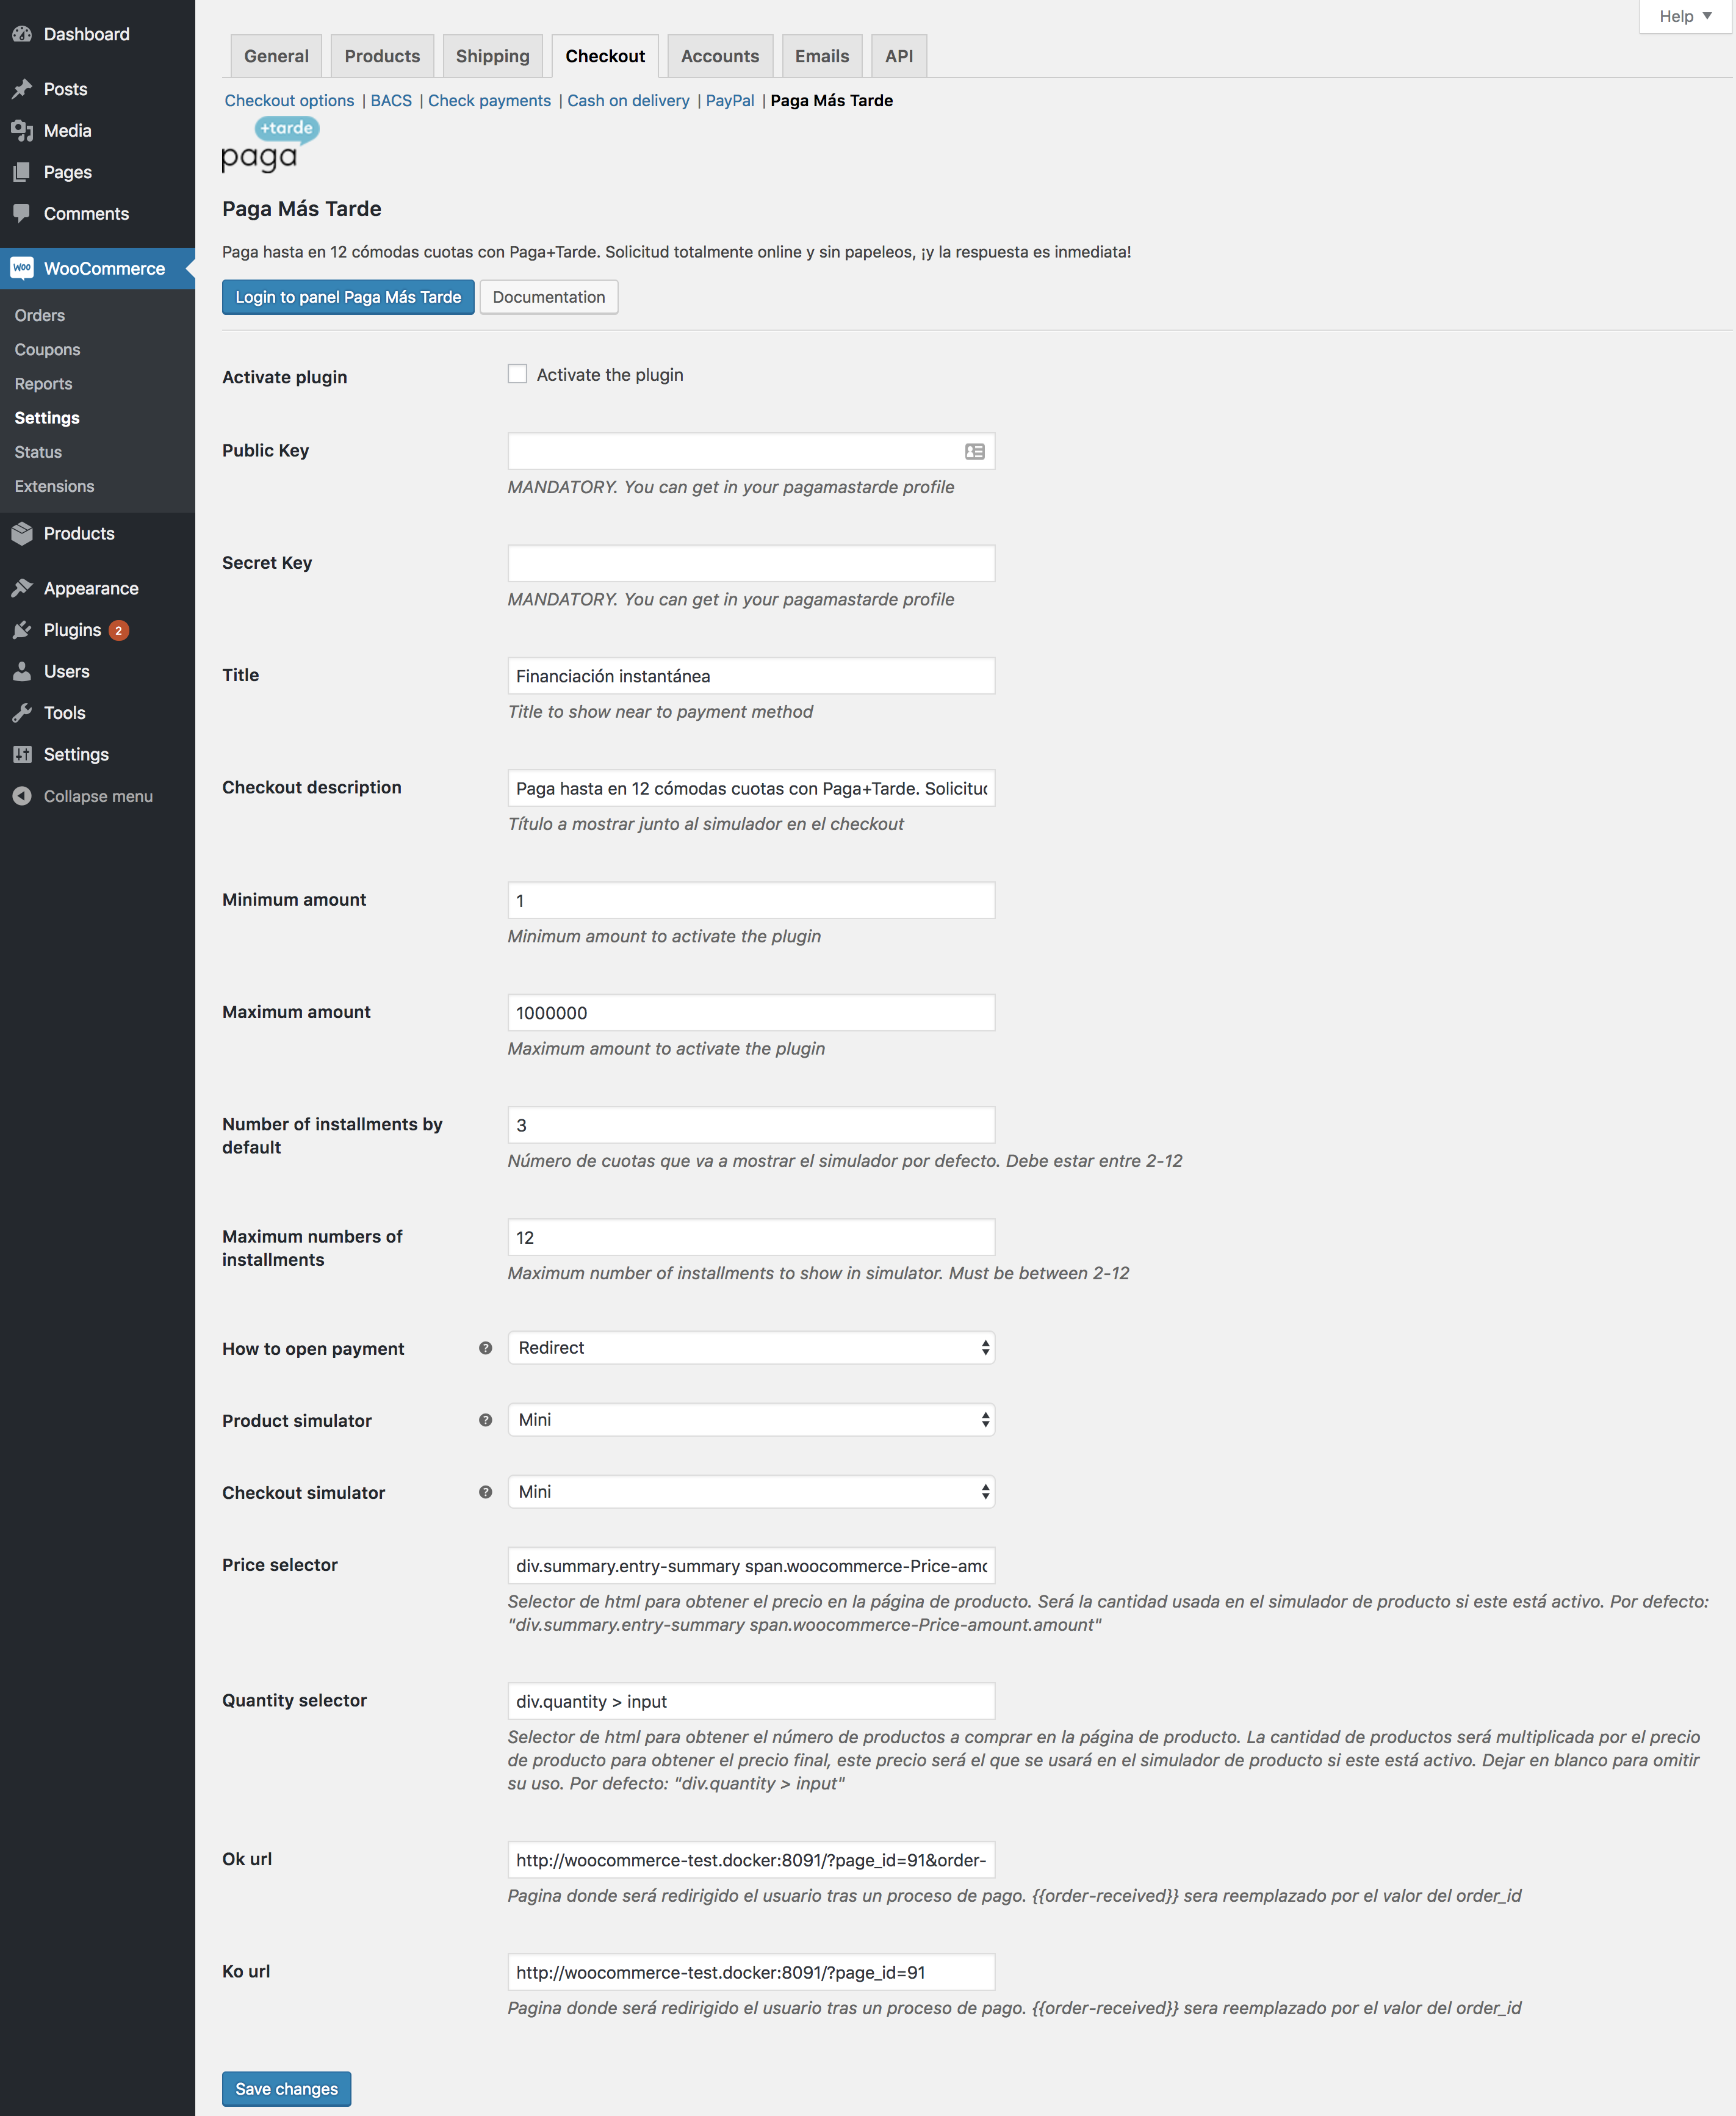 Help
Dashboard
Posts
Media
Pages
Comments
Woo WooCommerce
Orders
Coupons
Reports
Settings
Status
Extensions
Products
Appearance
Plugins 2
Users
Tools
Settings
Collapse menu
General Products Shipping Checkout Accounts Emails API
Checkout options | BACS | Check payments | Cash on delivery | PayPal | Paga Más Tarde
+tarde
paga
Paga Más Tarde
Paga hasta en 12 cómodas cuotas con Paga+Tarde. Solicitud totalmente online y sin papeleos, ¡y la respuesta es inmediata!
Login to panel Paga Más Tarde Documentation
Activate plugin Activate the plugin
Public Key
MANDATORY. You can get in your pagamastarde profile
Secret Key
MANDATORY. You can get in your pagamastarde profile
Title Financiación instantánea
Title to show near to payment method
Checkout description Paga hasta en 12 cómodas cuotas con Paga+Tarde. Solicitud
Título a mostrar junto al simulador en el checkout
Minimum amount 1
Minimum amount to activate the plugin
Maximum amount 1000000
Maximum amount to activate the plugin
Number of installments by
default
3
Número de cuotas que va a mostrar el simulador por defecto. Debe estar entre 2-12
Maximum numbers of
installments
12
Maximum number of installments to show in simulator. Must be between 2-12
How to open payment ? Redirect
Product simulator ? Mini
Checkout simulator ? Mini
Price selector div.summary.entry-summary span.woocommerce-Price-amo
Selector de html para obtener el precio en la página de producto. Será la cantidad usada en el simulador de producto si este está activo. Por defecto:
"div.summary.entry-summary span.woocommerce-Price-amount.amount"
Quantity selector div.quantity > input
Selector de html para obtener el número de productos a comprar en la página de producto. La cantidad de productos será multiplicada por el precio
de producto para obtener el precio final, este precio será el que se usará en el simulador de producto si este está activo. Dejar en blanco para omitir
su uso. Por defecto: "div.quantity > input"
Ok url http://woocommerce-test.docker:8091/?page_id=91&order-
Pagina donde será redirigido el usuario tras un proceso de pago. {{order-received}} sera reemplazado por el valor del order_id
Ko url http://woocommerce-test.docker:8091/?page_id=91
Pagina donde será redirigido el usuario tras un proceso de pago. {{order-received}} sera reemplazado por el valor del order_id
Save changes